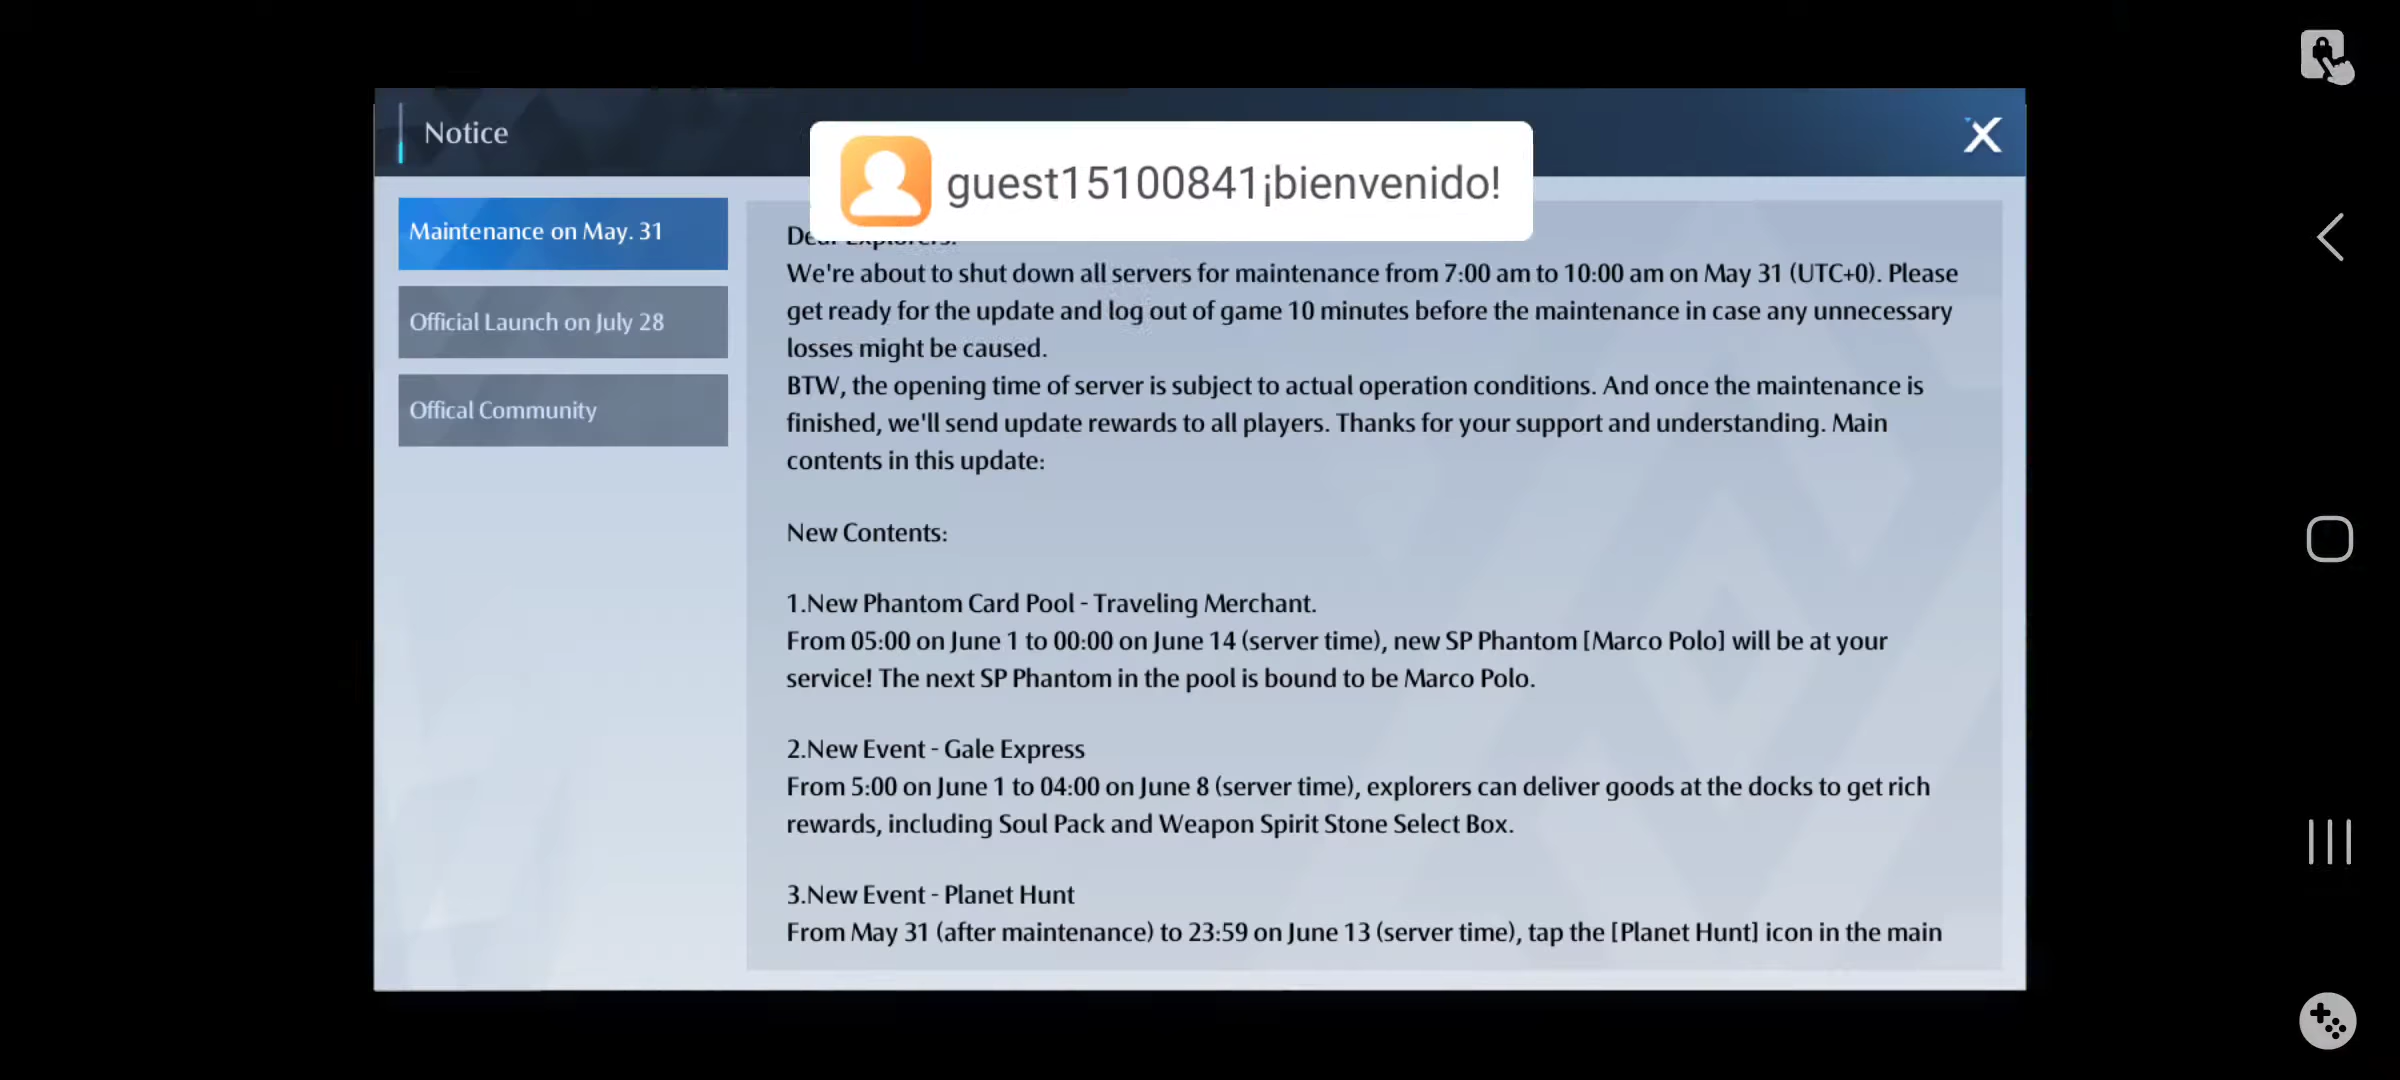 Notice
guest15100841¡bienvenido!
Maintenance on May. 31
Official Launch on July 28
Offical Community
We're about to shut down all servers for maintenance from 7:00 am to 10:00 am on May 31 (UTC+0). Please
get ready for the update and log out of game 10 minutes before the maintenance in case any unnecessary
losses might be caused.
BTW, the opening time of server is subject to actual operation conditions. And once the maintenance is
finished, we'll send update rewards to all players. Thanks for your support and understanding. Main
contents in this update:
New Contents:
1.New Phantom Card Pool - Traveling Merchant.
From 05:00 on June 1 to 00:00 on June 14 (server time), new SP Phantom [Marco Polo] will be at your
service! The next SP Phantom in the pool is bound to be Marco Polo.
2.New Event - Gale Express
From 5:00 on June 1 to 04:00 on June 8 (server time), explorers can deliver goods at the docks to get rich
rewards, including Soul Pack and Weapon Spirit Stone Select Box.
3.New Event - Planet Hunt
From May 31 (after maintenance) to 23:59 on June 13 (server time), tap the [Planet Hunt] icon in the main